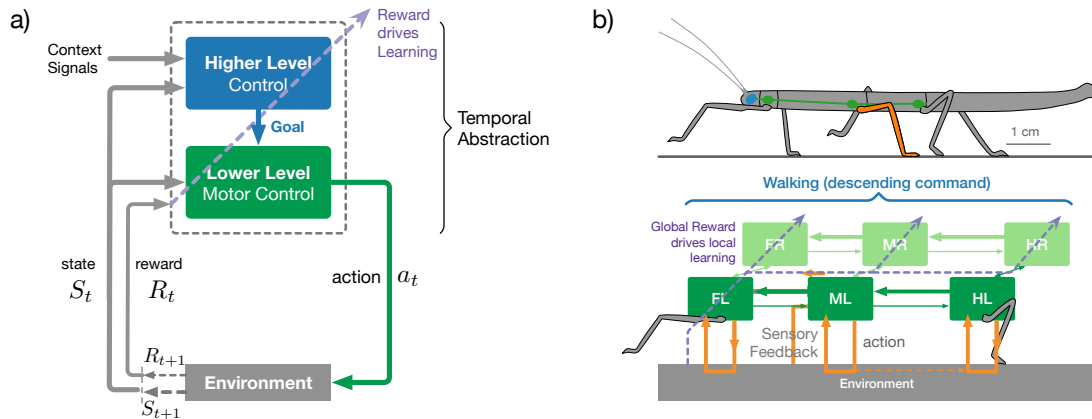 a)
Context
Signals
Higher Level
Control
Goal
Lower Level
Motor Control
Reward
drives
Learning
Temporal
Abstraction
state
S_t
reward
R_t
action
a_t
R_{t+1}
S_{t+1}
Environment
b)
1 cm
Walking (descending command)
Global Reward
drives local
learning
FR
MR
HR
FL
ML
HL
Sensory
Feedback
action
Environment